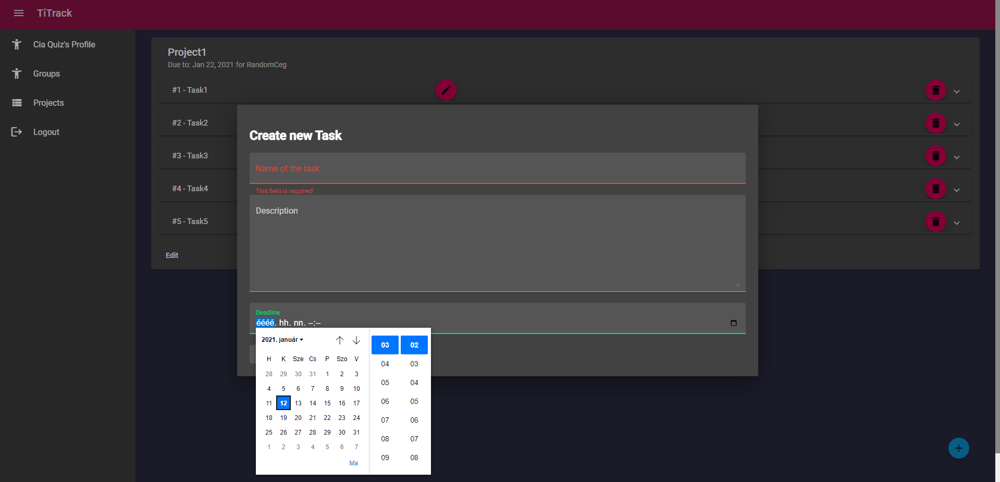 TiTrack
Cia Quiz's Profile
Groups
Projects
Logout
Project1
Due to: Jan 22, 2021 for RandomCeg
#1 - Task1
#2 - Task2
#3 - Task3
#4 - Task4
#5 - Task5
Edit
Create new Task
Name of the task
This field is required!
Description
Deadline
éééé. hh. nn. --:--
2021. január
H K Sze Cs P Szo V
28 29 30 31 1 2 3
4 5 6 7 8 9 10
11 12 13 14 15 16 17
18 19 20 21 22 23 24
25 26 27 28 29 30 31
1 2 3 4 5 6 7
Ma
03 02
04 03
05 04
06 05
07 06
08 07
09 08